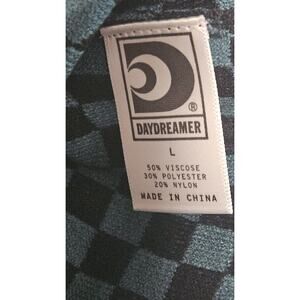 ®
DAYDREAMER
L
50% VISCOSE
30% POLYESTER
20% NYLON
MADE IN CHINA